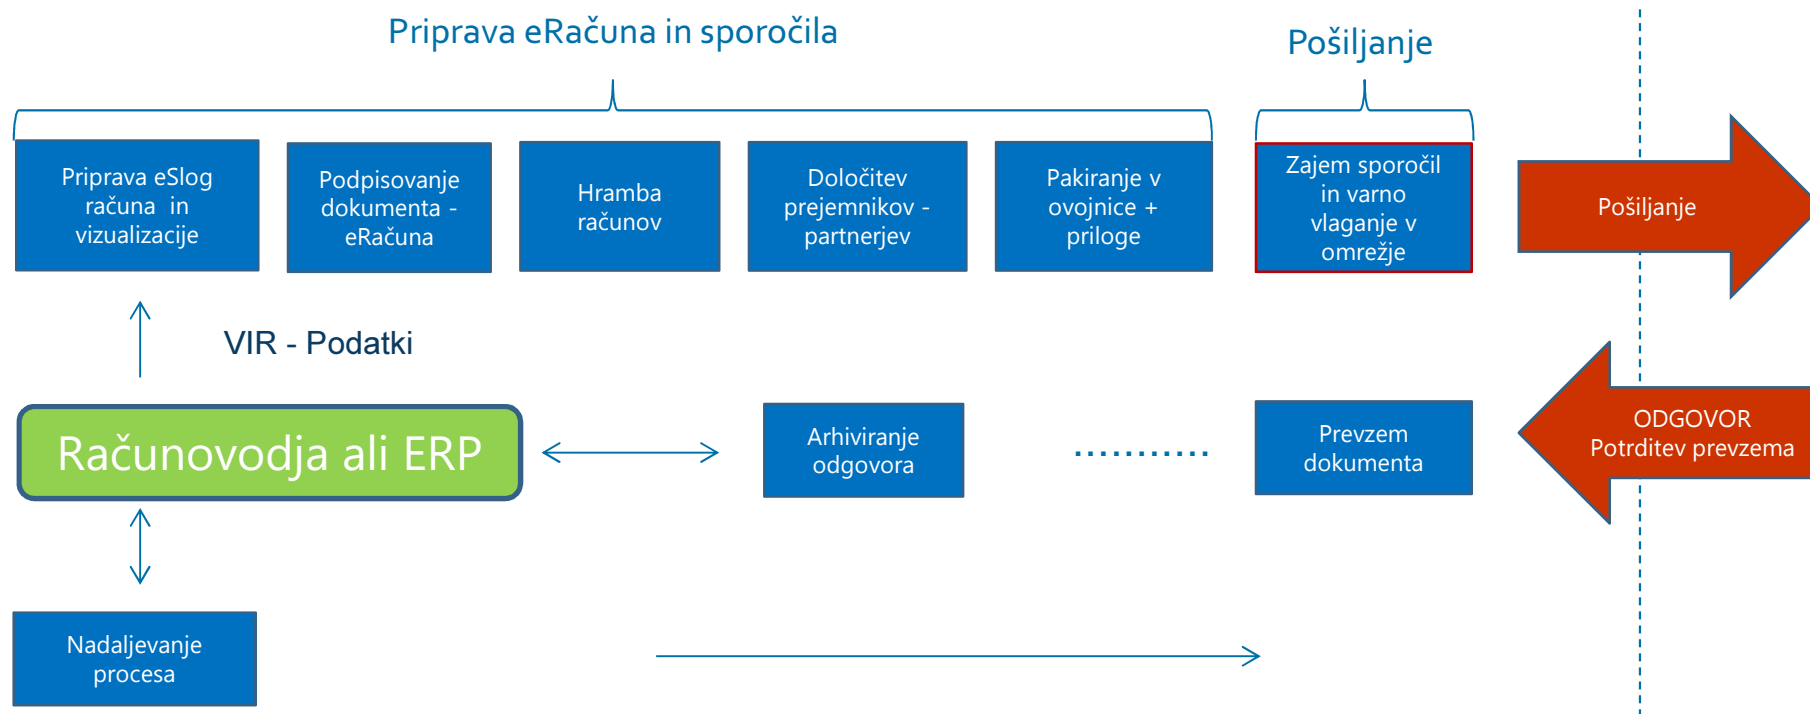 Priprava eRačuna in sporočila
Pošiljanje
Priprava eSlog
računa in
vizualizacije
Podpisovanje
dokumenta -
eRačuna
Hramba
računov
Določitev
prejemnikov -
partnerjev
Pakiranje v
ovojnice +
priloge
Zajem sporočil
in varno
vlaganje v
omrežje
Pošiljanje
VIR - Podatki
Računovodja ali ERP
Arhiviranje
odgovora
...........
Prevzem
dokumenta
ODGOVOR
Potrditev prevzema
Nadaljevanje
procesa